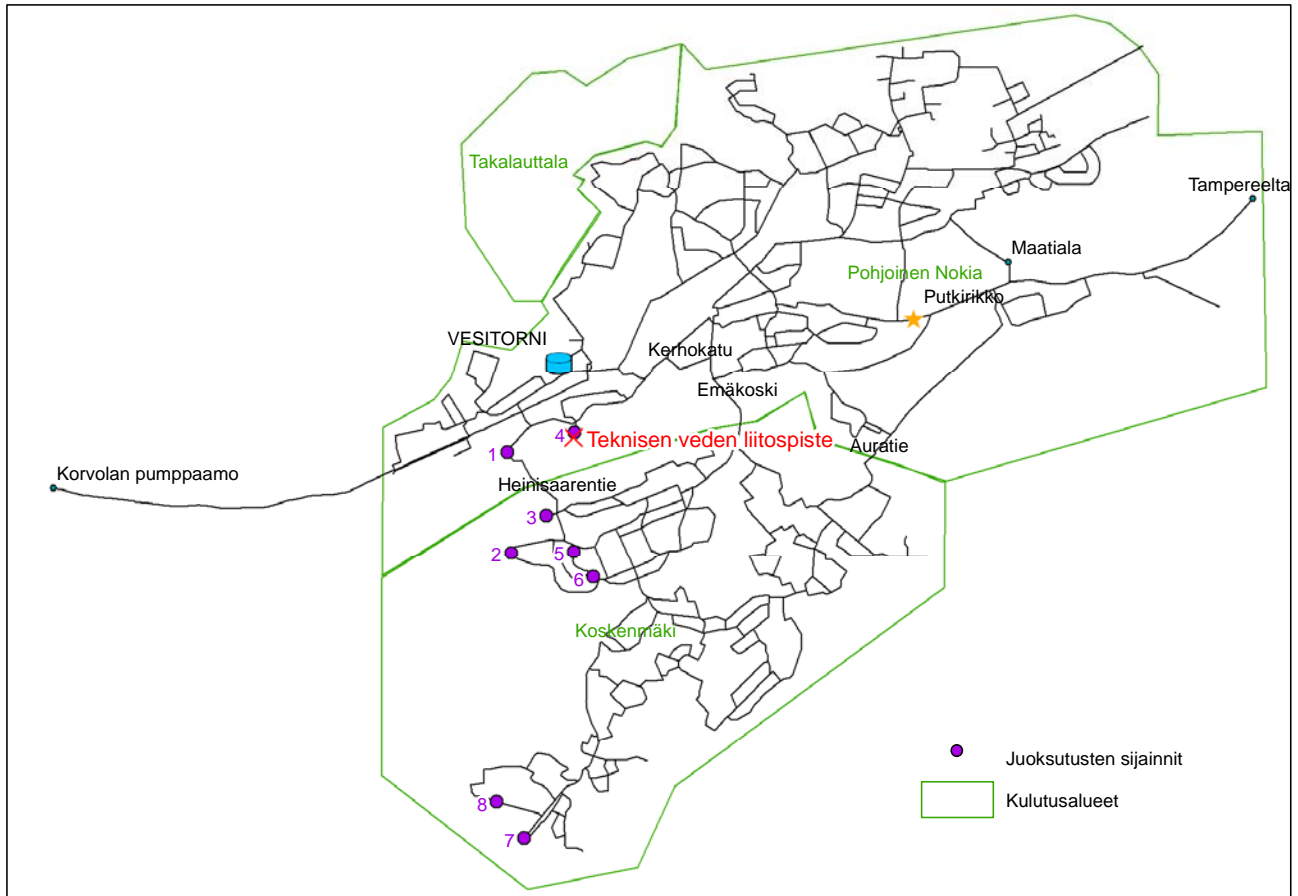 Takalauttala
Tampereelta
Maatiala
Pohjoinen Nokia
Putkirikko
VESITORNI
Kerhokatu
Emäkoski
4
Teknisen veden liitospiste
Auratie
1
Korvolan pumppaamo
Heinisaarentie
3
2
5
6
Koskenmäki
Juoksutusten sijainnit
8
Kulutusalueet
7